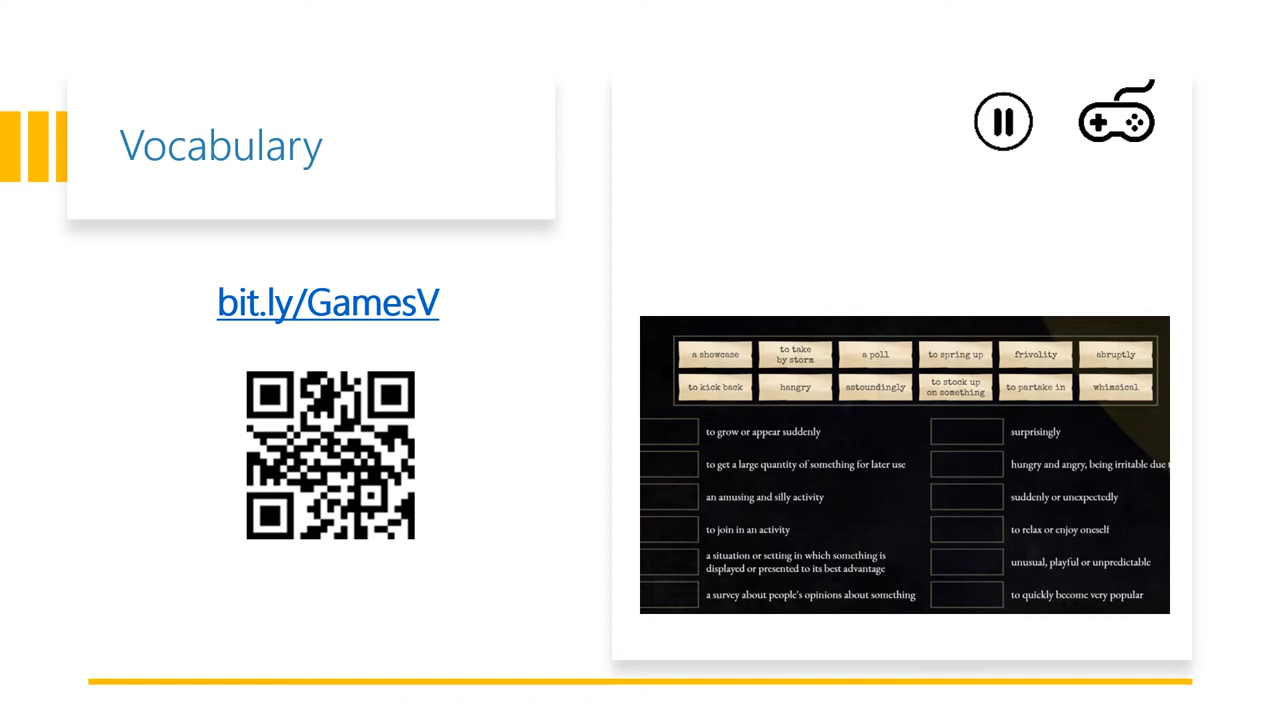 Vocabulary
bit.ly/GamesV
a showcase
to take
by storm
a poll
to spring up
frivolity
abruptly
to kick back
hangry
astoundingly
to stock up
on something
to partake in
whimsical
to grow or appear suddenly
to get a large quantity of something for later use
an amusing and silly activity
to join in an activity
a situation or setting in which something is
displayed or presented to its best advantage
a survey about people's opinions about something
surprisingly
hungry and angry, being irritable due
suddenly or unexpectedly
to relax or enjoy oneself
unusual, playful or unpredictable
to quickly become very popular